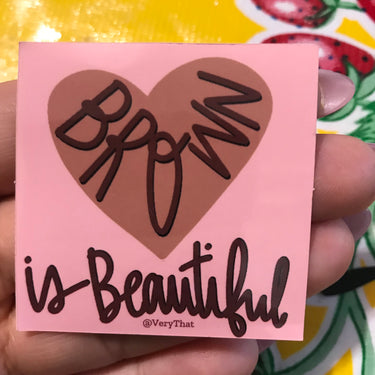 BROWN
is Beautiful
@VeryThat